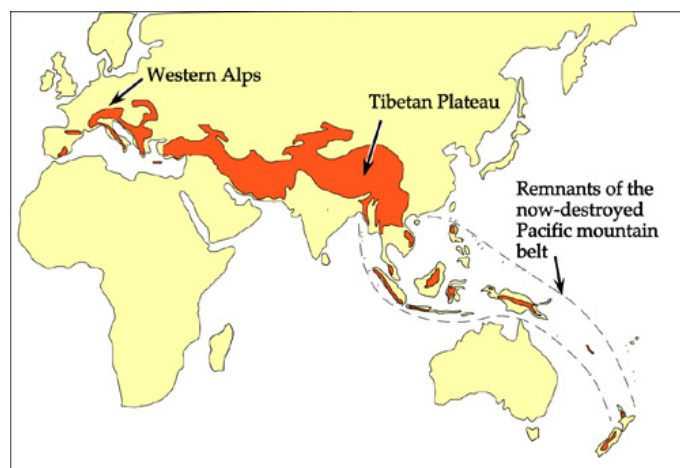 Western Alps
Tibetan Plateau
Remnants of the
now-destroyed
Pacific mountain
belt